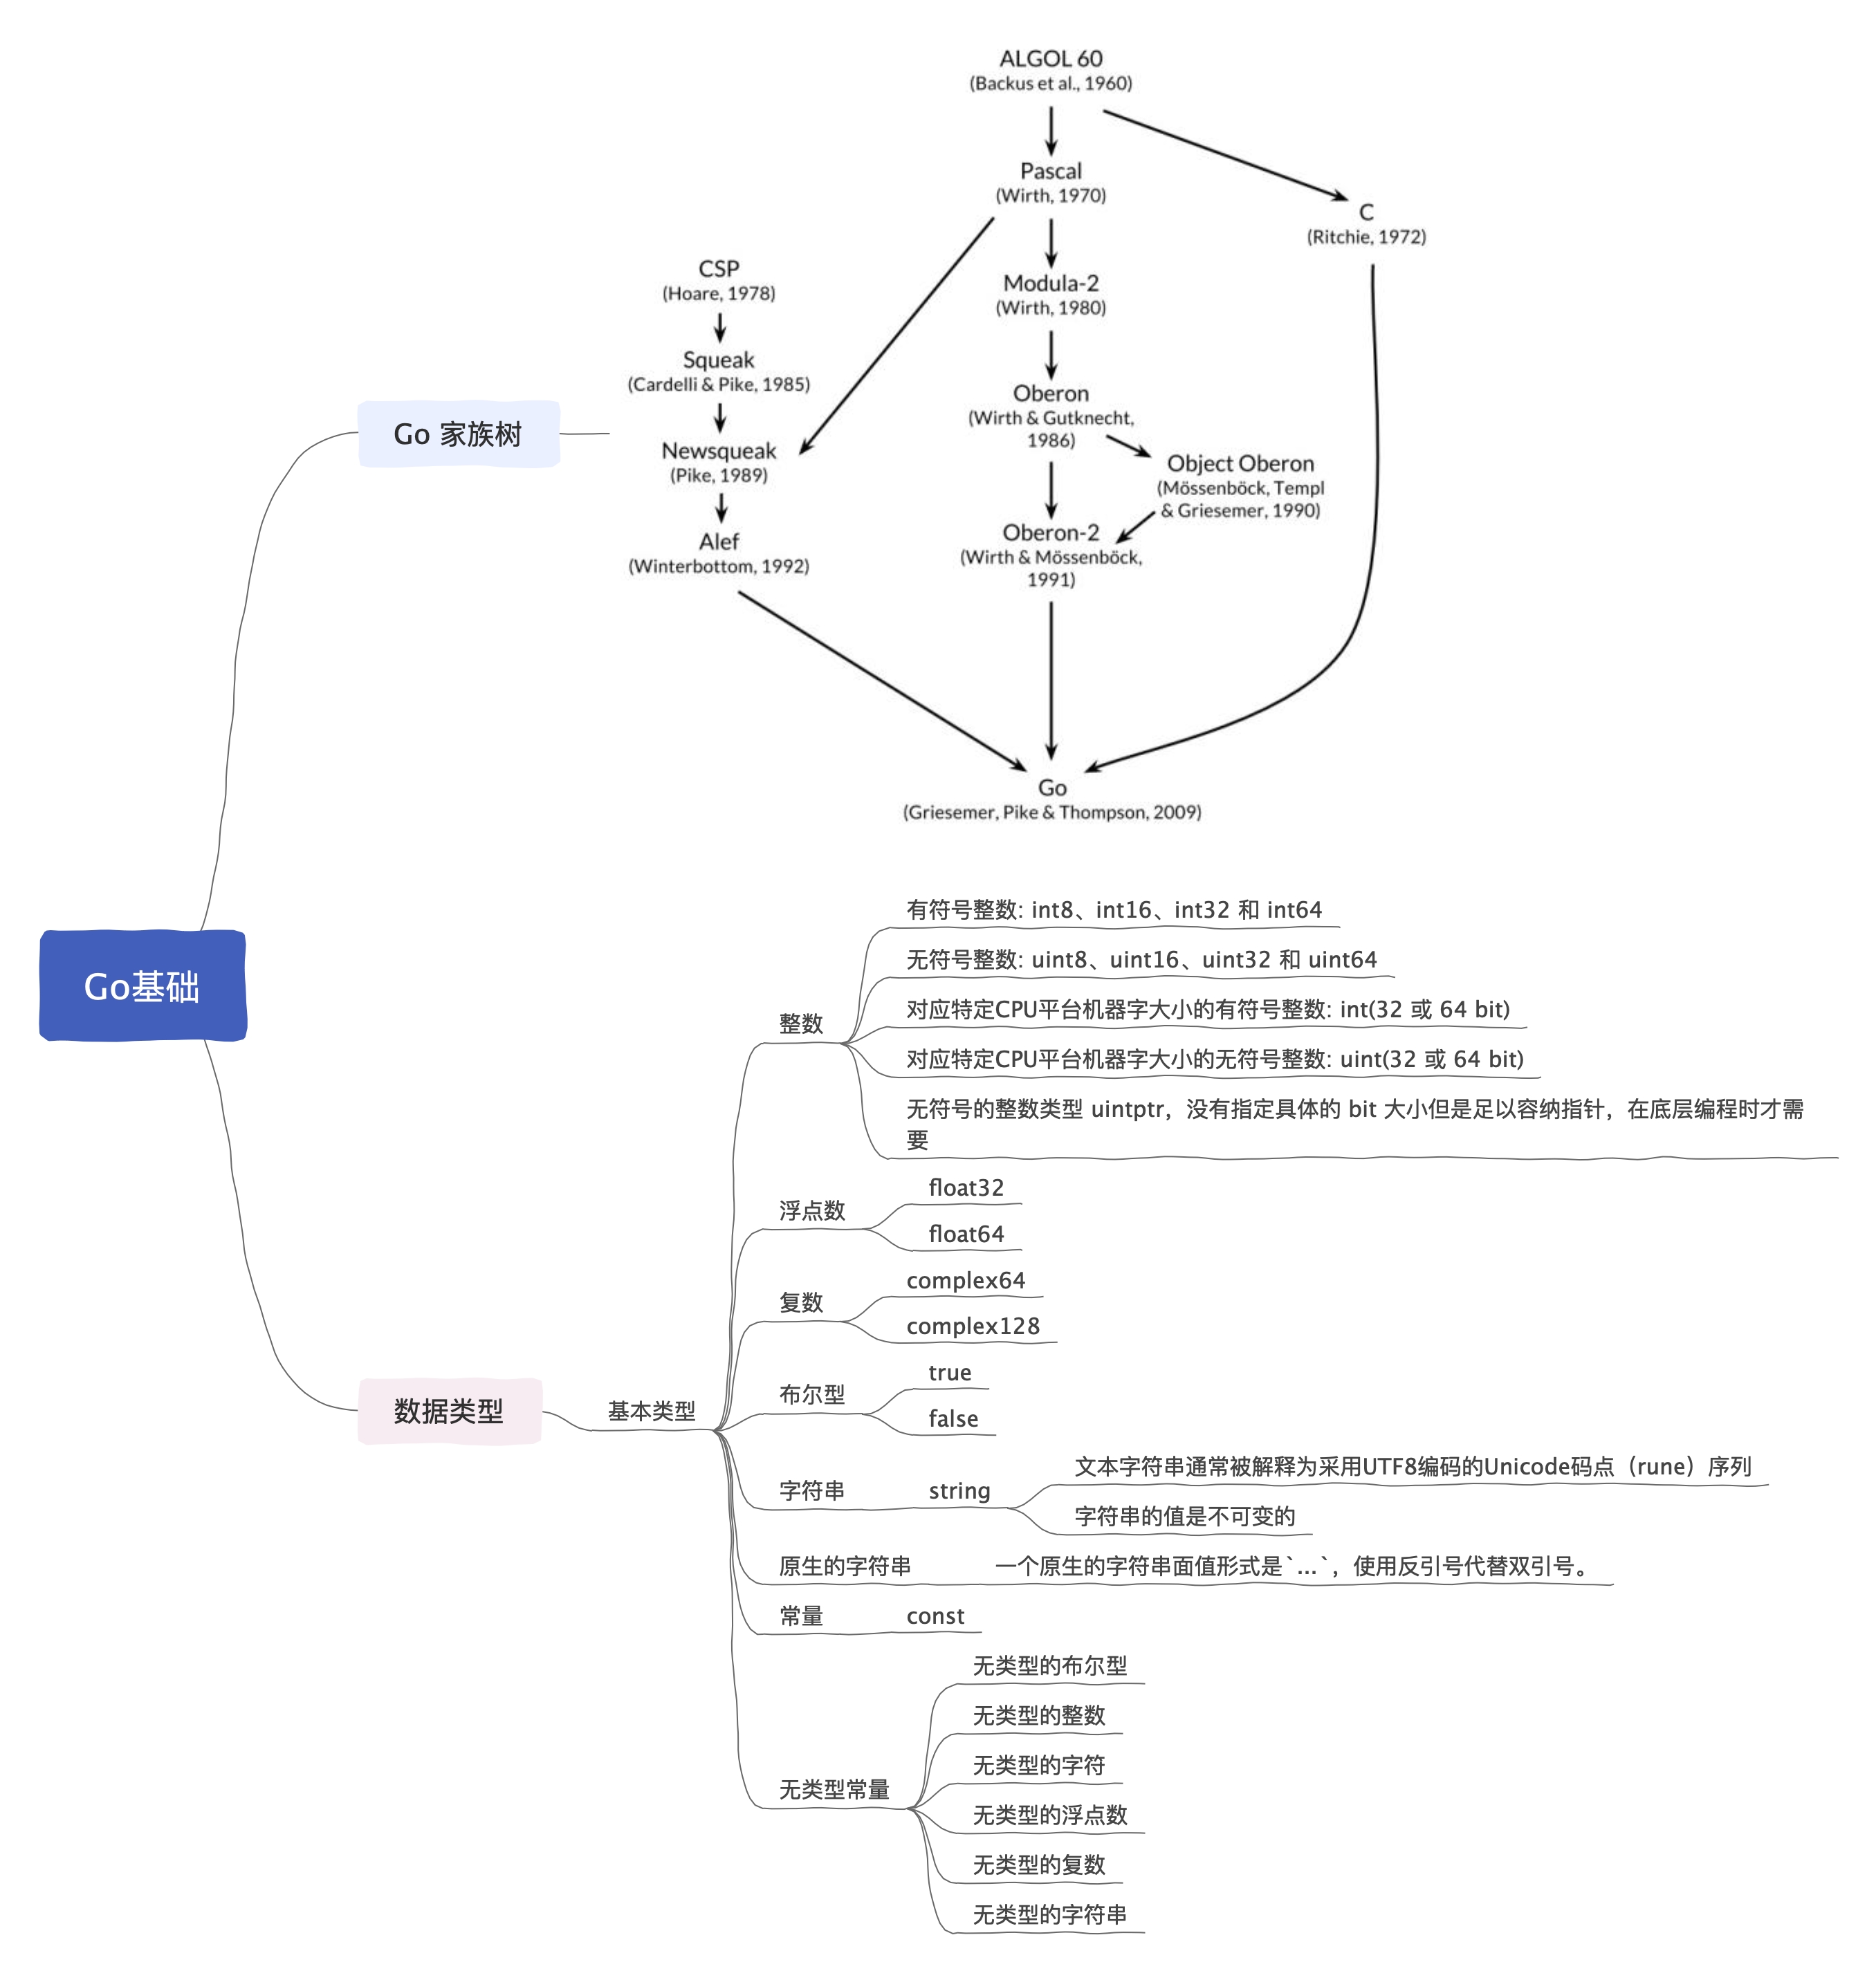 ALGOL 60
(Backus et al., 1960)
Pascal
(Wirth, 1970)
C
(Ritchie, 1972)
CSP
(Hoare, 1978)
Modula-2
(Wirth, 1980)
Squeak
(Cardelli & Pike, 1985)
Oberon
(Wirth & Gutknecht,
1986)
Go 家族树
Newsqueak
(Pike, 1989)
Object Oberon
(Mössenböck, Templ
& Griesemer, 1990)
Alef
(Winterbottom, 1992)
Oberon-2
(Wirth & Mössenböck,
1991)
Go
(Griesemer, Pike & Thompson, 2009)
Go基础
数据类型
基本类型
整数
有符号整数: int8、int16、int32 和 int64
无符号整数: uint8、uint16、uint32 和 uint64
对应特定CPU平台机器字大小的有符号整数: int(32 或 64 bit)
对应特定CPU平台机器字大小的无符号整数: uint(32 或 64 bit)
无符号的整数类型 uintptr，没有指定具体的 bit 大小但是足以容纳指针，在底层编程时才需
要
浮点数
float32
float64
复数
complex64
complex128
布尔型
true
false
字符串
string
文本字符串通常被解释为采用UTF8编码的Unicode码点（rune）序列
字符串的值是不可变的
原生的字符串
一个原生的字符串面值形式是`...`，使用反引号代替双引号。
常量
const
无类型常量
无类型的布尔型
无类型的整数
无类型的字符
无类型的浮点数
无类型的复数
无类型的字符串